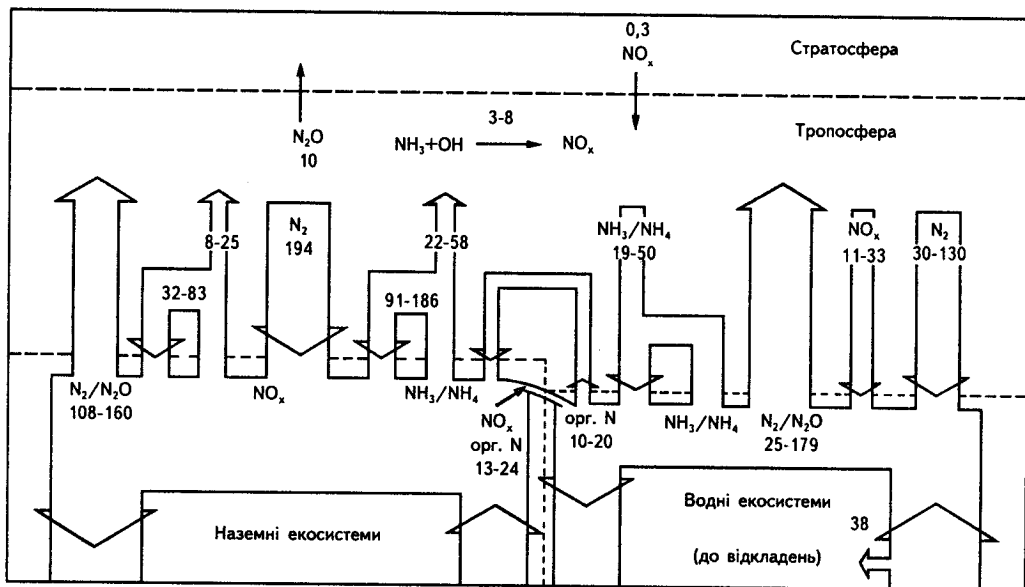 0,3
NOₓ
Стратосфера
N₂O
10
3-8
NH₃+OH
NOₓ
Тропосфера
8-25
N₂
194
22-58
NH₃/NH₄
19-50
NOₓ
11-33
N₂
30-130
32-83
91-186
N₂/N₂O
108-160
NOₓ
NH₃/NH₄
NOₓ
орг. N
13-24
орг. N
10-20
NH₃/NH₄
N₂/N₂O
25-179
Наземні екосистеми
Водні екосистеми
38
(до відкладень)